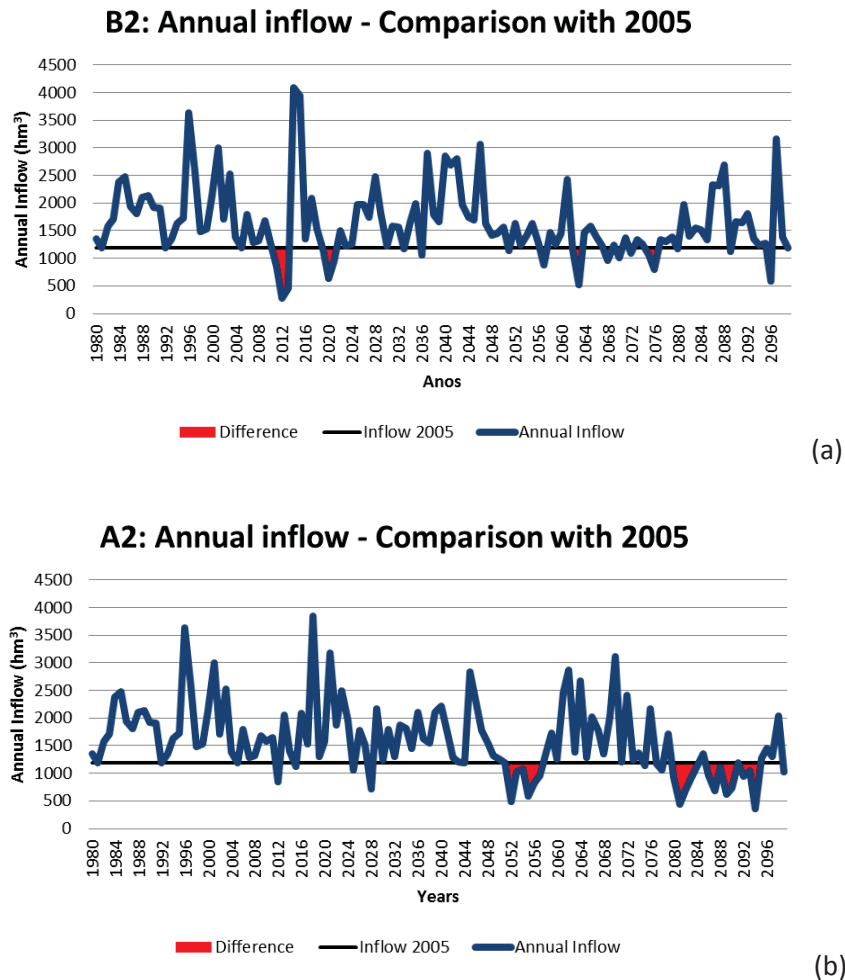 B2: Annual inflow - Comparison with 2005
Annual Inflow (hm³)
4500
4000
3500
3000
2500
2000
1500
1000
500
0
1980 1984 1988 1992 1996 2000 2004 2008 2012 2016 2020 2024 2028 2032 2036 2040 2044 2048 2052 2056 2060 2064 2068 2072 2076 2080 2084 2088 2092 2096
Anos
Difference Inflow 2005 Annual Inflow
(a)
A2: Annual inflow - Comparison with 2005
Annual Inflow (hm³)
4500
4000
3500
3000
2500
2000
1500
1000
500
0
1980 1984 1988 1992 1996 2000 2004 2008 2012 2016 2020 2024 2028 2032 2036 2040 2044 2048 2052 2056 2060 2064 2068 2072 2076 2080 2084 2088 2092 2096
Years
Difference Inflow 2005 Annual Inflow
(b)